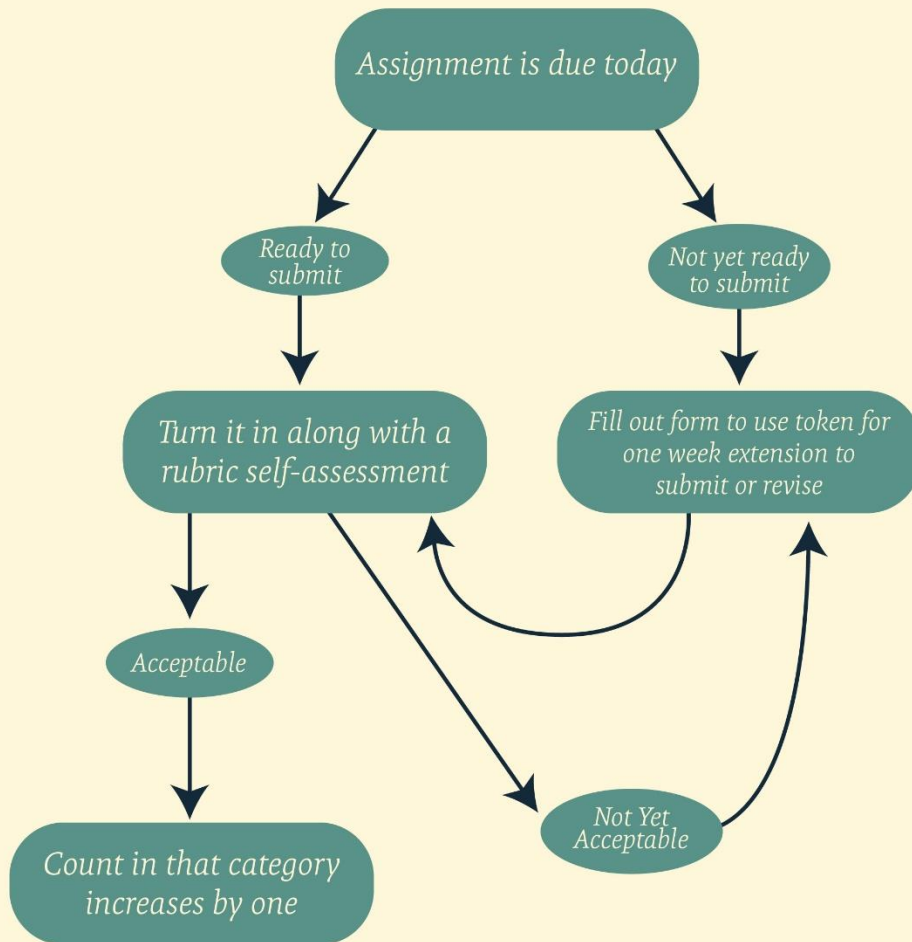 Assignment is due today
Ready to
submit
Not yet ready
to submit
Turn it in along with a
rubric self-assessment
Fill out form to use token for
one week extension to
submit or revise
Acceptable
Not Yet
Acceptable
Count in that category
increases by one